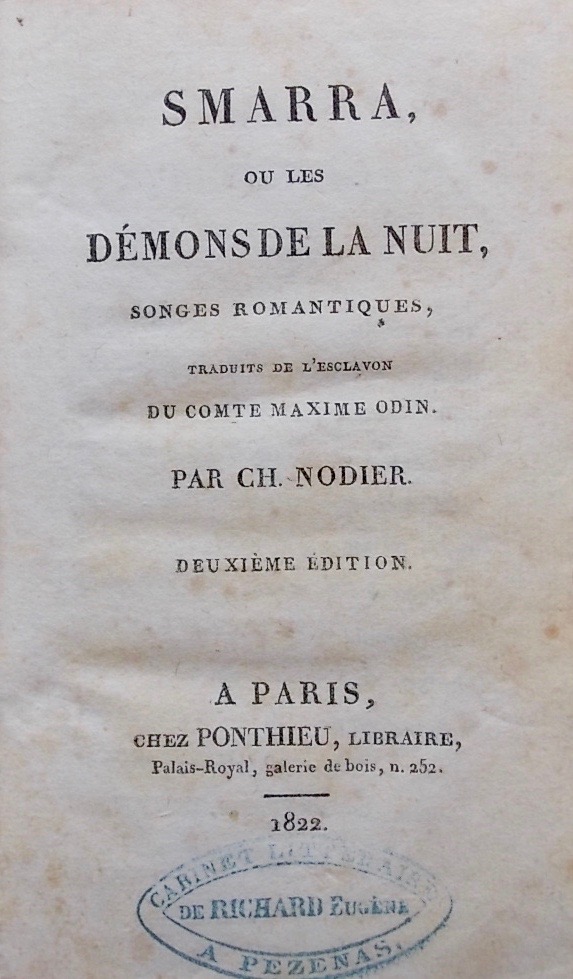 SMARRA,
OU LES
DÉMONS DE LA NUIT,
SONGES ROMANTIQUES,
TRADUITS DE L'ESCLAVON
DU COMTE MAXIME ODIN.
PAR CH. NODIER.
DEUXIÈME ÉDITION.
A PARIS,
CHEZ PONTHIEU, LIBRAIRE,
Palais-Royal, galerie de bois, n. 252.
1822.
CABINET LITTÉRAIRE
DE RICHARD EUGÈNE
A PEZENAS.